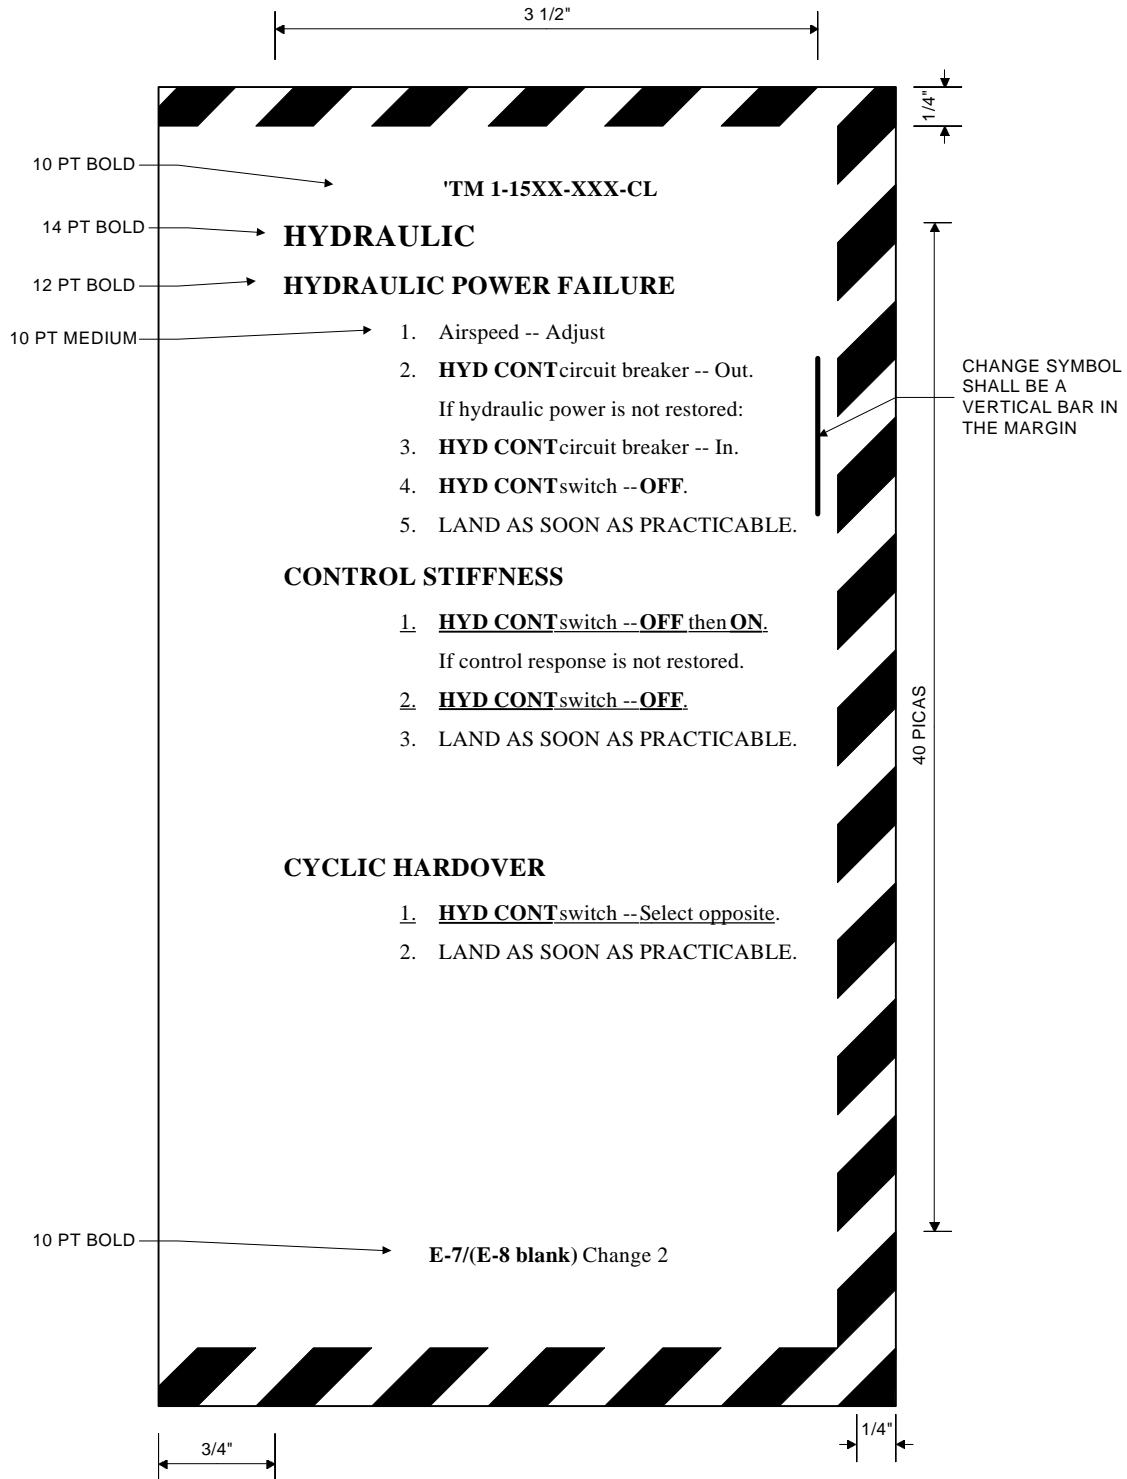 3 1/2"
1/4"
10 PT BOLD
'TM 1-15XX-XXX-CL
14 PT BOLD
HYDRAULIC
12 PT BOLD
HYDRAULIC POWER FAILURE
10 PT MEDIUM
1. Airspeed -- Adjust
2. HYD CONT circuit breaker -- Out.
If hydraulic power is not restored:
3. HYD CONT circuit breaker -- In.
4. HYD CONT switch -- OFF.
5. LAND AS SOON AS PRACTICABLE.
CHANGE SYMBOL
SHALL BE A
VERTICAL BAR IN
THE MARGIN
CONTROL STIFFNESS
1. HYD CONT switch -- OFF then ON.
If control response is not restored.
2. HYD CONT switch -- OFF.
3. LAND AS SOON AS PRACTICABLE.
40 PICAS
CYCLIC HARDOVER
1. HYD CONT switch -- Select opposite.
2. LAND AS SOON AS PRACTICABLE.
10 PT BOLD
E-7/(E-8 blank) Change 2
3/4"
1/4"